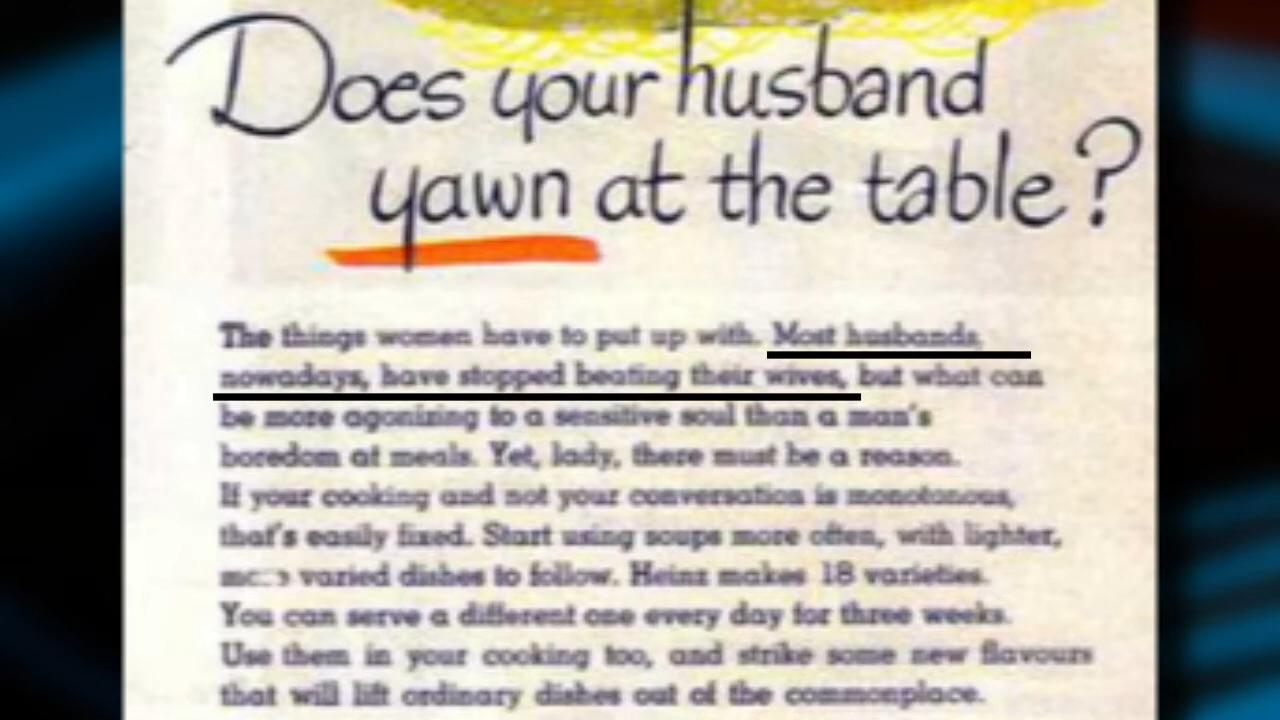 Does your husband
yawn at the table?
The things women have to put up with. Most husbands,
nowadays, have stopped beating their wives, but what can
be more agonizing to a sensitive soul than a man's
boredom at meals. Yet, lady, there must be a reason.
If your cooking and not your conversation is monotonous,
that's easily fixed. Start using soups more often, with lighter,
varied dishes to follow. Heinz makes 18 varieties.
You can serve a different one every day for three weeks.
Use them in your cooking too, and strike some new flavours
that will lift ordinary dishes out of the commonplace.